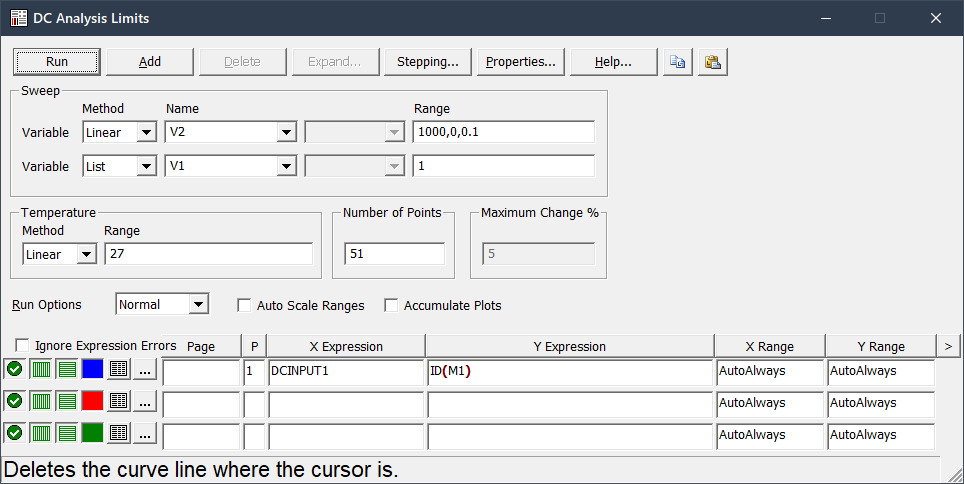 DC Analysis Limits
Run Add Delete Expand... Stepping... Properties... Help...
Sweep
Method Name Range
Variable Linear V2 1000,0,0.1
Variable List V1 1
Temperature Number of Points Maximum Change %
Method Range
Linear 27 51 5
Run Options Normal Auto Scale Ranges Accumulate Plots
Ignore Expression Errors Page P X Expression Y Expression X Range Y Range >
... 1 DCINPUT1 ID(M1) AutoAlways AutoAlways
... AutoAlways AutoAlways
... AutoAlways AutoAlways
Deletes the curve line where the cursor is.